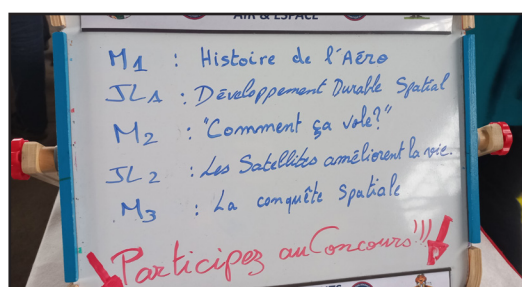 AIR & ESPACE
M1 : Histoire de l'Aéro
JL1 : Développement Durable Spatial
M2 : "Comment ça vole?"
JL2 : Les Satellites améliorent la vie.
M3 : La conquête Spatiale
Participez au Concours!!!